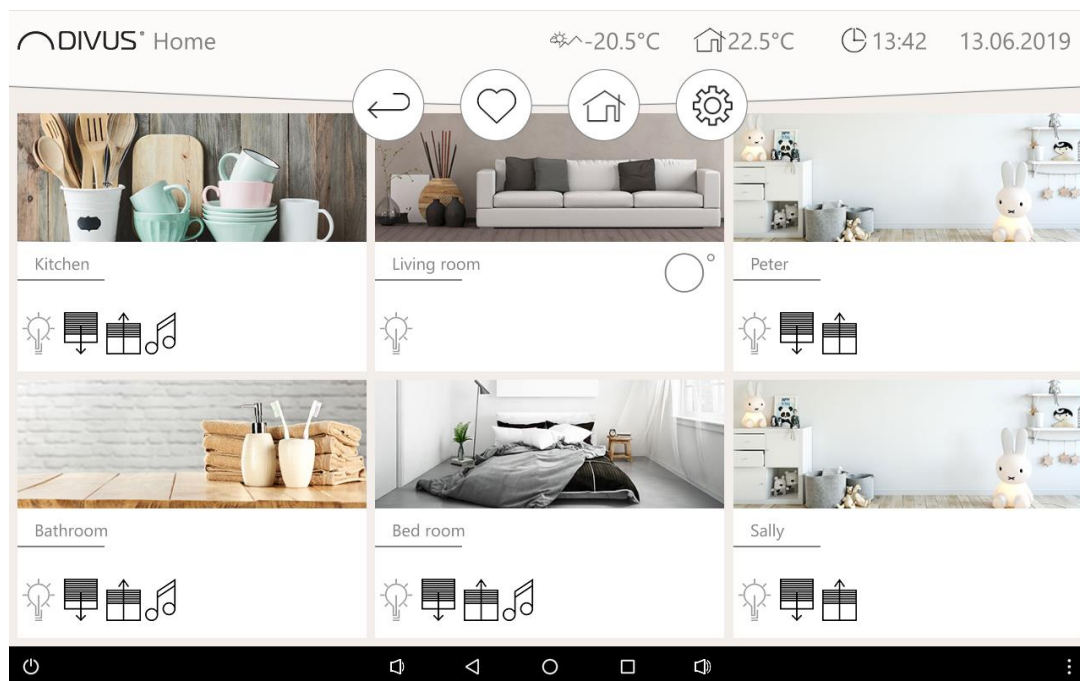 DIVUS® Home
-20.5°C 22.5°C 13:42 13.06.2019
Kitchen
Living room
°
Peter
Bathroom
Bed room
Sally